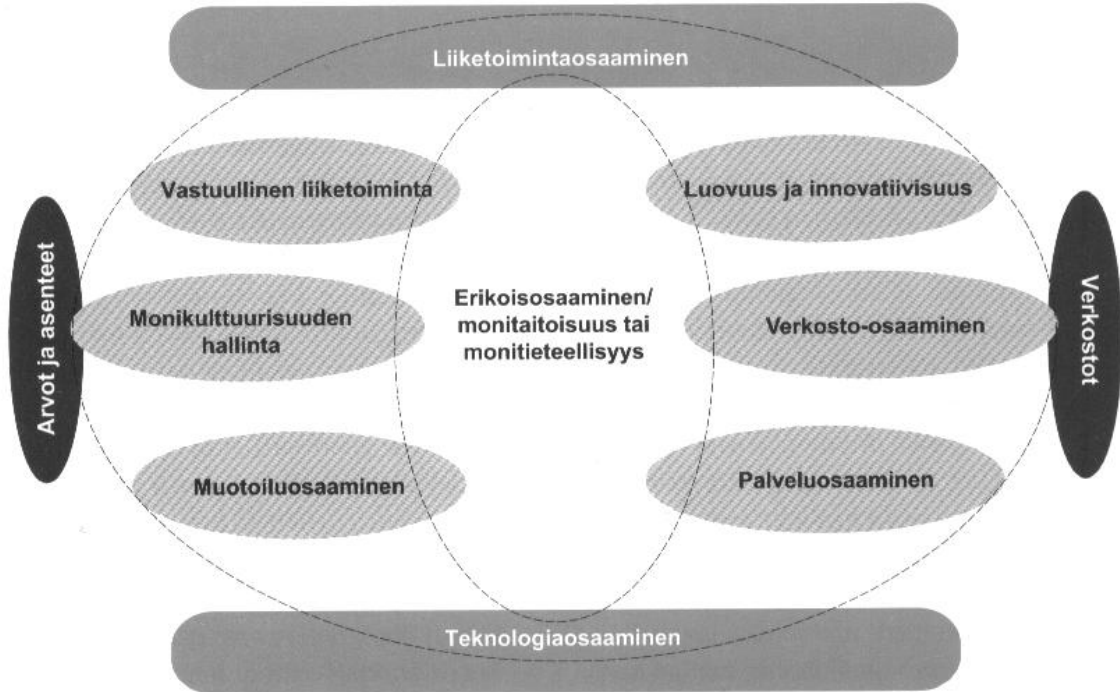 Liiketoimintaosaaminen
Vastuullinen liiketoiminta
Luovuus ja innovatiivisuus
Arvot ja asenteet
Monikulttuurisuuden
hallinta
Erikoisosaaminen/
monitaitoisuus tai
monitieteellisyys
Verkosto-osaaminen
Verkostot
Muotoiluosaaminen
Palveluosaaminen
Teknologiaosaaminen